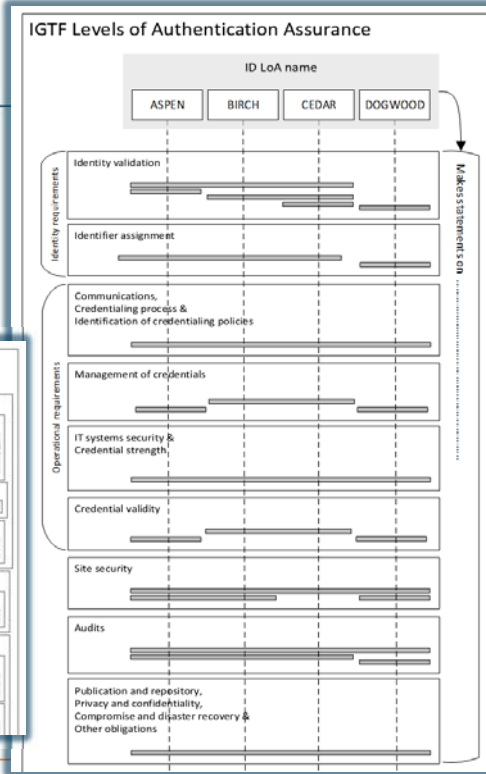 IGTF Levels of Authentication Assurance
ID LoA name
ASPEN
BIRCH
CEDAR
DOGWOOD
Makes statements on
Identity requirements
Identity validation
Identifier assignment
Operational requirements
Communications,
Credentialing process &
Identification of credentialing policies
Management of credentials
IT systems security &
Credential strength
Credential validity
Site security
Audits
Publication and repository,
Privacy and confidentiality,
Compromise and disaster recovery &
Other obligations